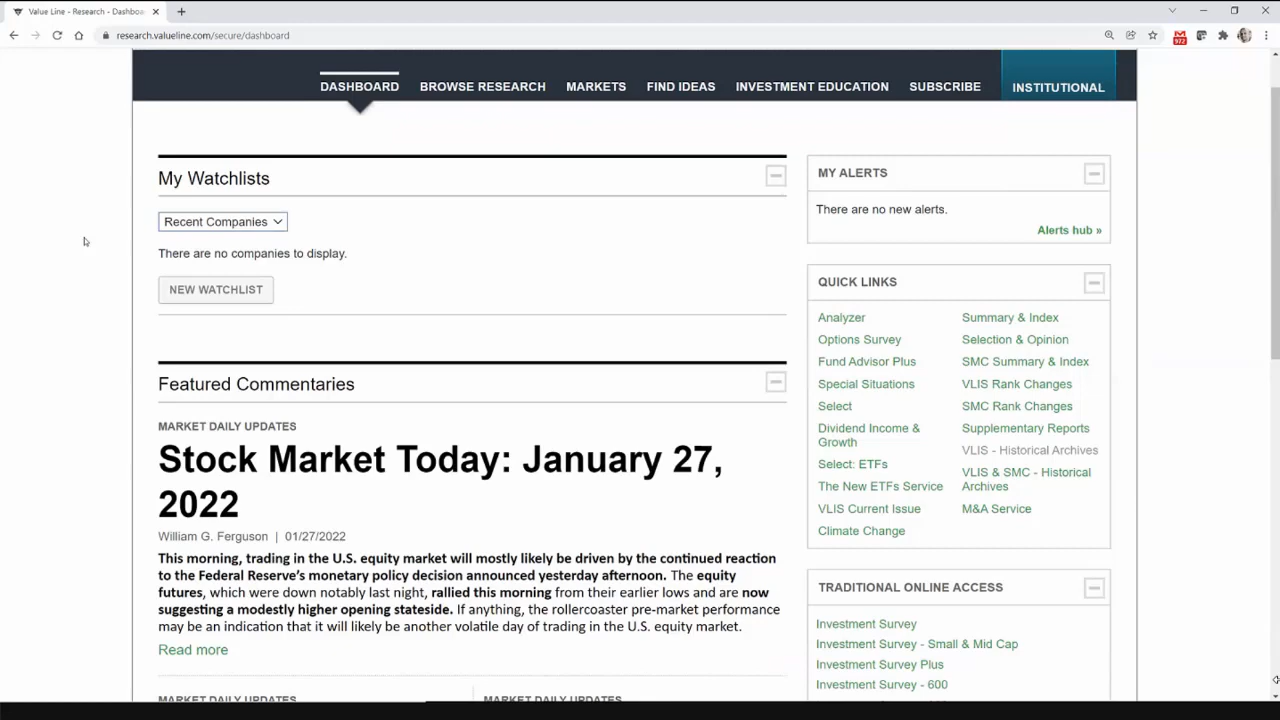 Value Line - Research - Dashboa
research.valueline.com/secure/dashboard
972
DASHBOARD
BROWSE RESEARCH
MARKETS
FIND IDEAS
INVESTMENT EDUCATION
SUBSCRIBE
INSTITUTIONAL
My Watchlists
Recent Companies
There are no companies to display.
NEW WATCHLIST
Featured Commentaries
MARKET DAILY UPDATES
Stock Market Today: January 27,
2022
William G. Ferguson | 01/27/2022
This morning, trading in the U.S. equity market will mostly likely be driven by the continued reaction
to the Federal Reserve’s monetary policy decision announced yesterday afternoon. The equity
futures, which were down notably last night, rallied this morning from their earlier lows and are now
suggesting a modestly higher opening stateside. If anything, the rollercoaster pre-market performance
may be an indication that it will likely be another volatile day of trading in the U.S. equity market.
Read more
MARKET DAILY UPDATES
MARKET DAILY UPDATES
MY ALERTS
There are no new alerts.
Alerts hub »
QUICK LINKS
Analyzer
Options Survey
Fund Advisor Plus
Special Situations
Select
Dividend Income &
Growth
Select: ETFs
The New ETFs Service
VLIS Current Issue
Climate Change
Summary & Index
Selection & Opinion
SMC Summary & Index
VLIS Rank Changes
SMC Rank Changes
Supplementary Reports
VLIS - Historical Archives
VLIS & SMC - Historical
Archives
M&A Service
TRADITIONAL ONLINE ACCESS
Investment Survey
Investment Survey - Small & Mid Cap
Investment Survey Plus
Investment Survey - 600